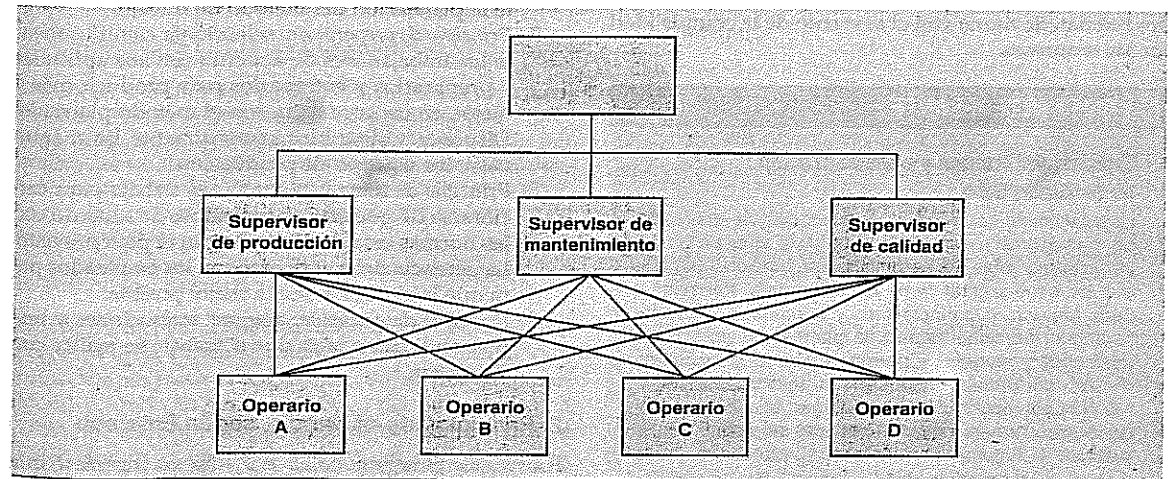 Supervisor
de producción
Supervisor de
mantenimiento
Supervisor
de calidad
Operario
A
Operario
B
Operario
C
Operario
D